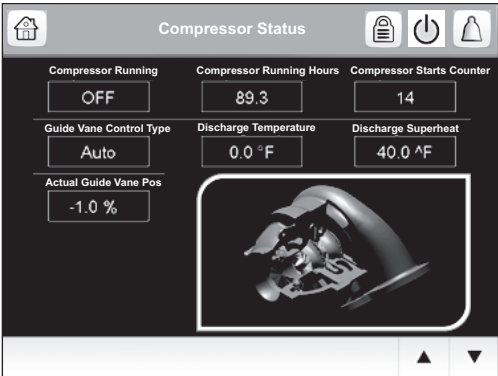 Compressor Status
Compressor Running Compressor Running Hours Compressor Starts Counter
OFF 89.3 14
Guide Vane Control Type Discharge Temperature Discharge Superheat
Auto 0.0 °F 40.0 ^F
Actual Guide Vane Pos
-1.0 %